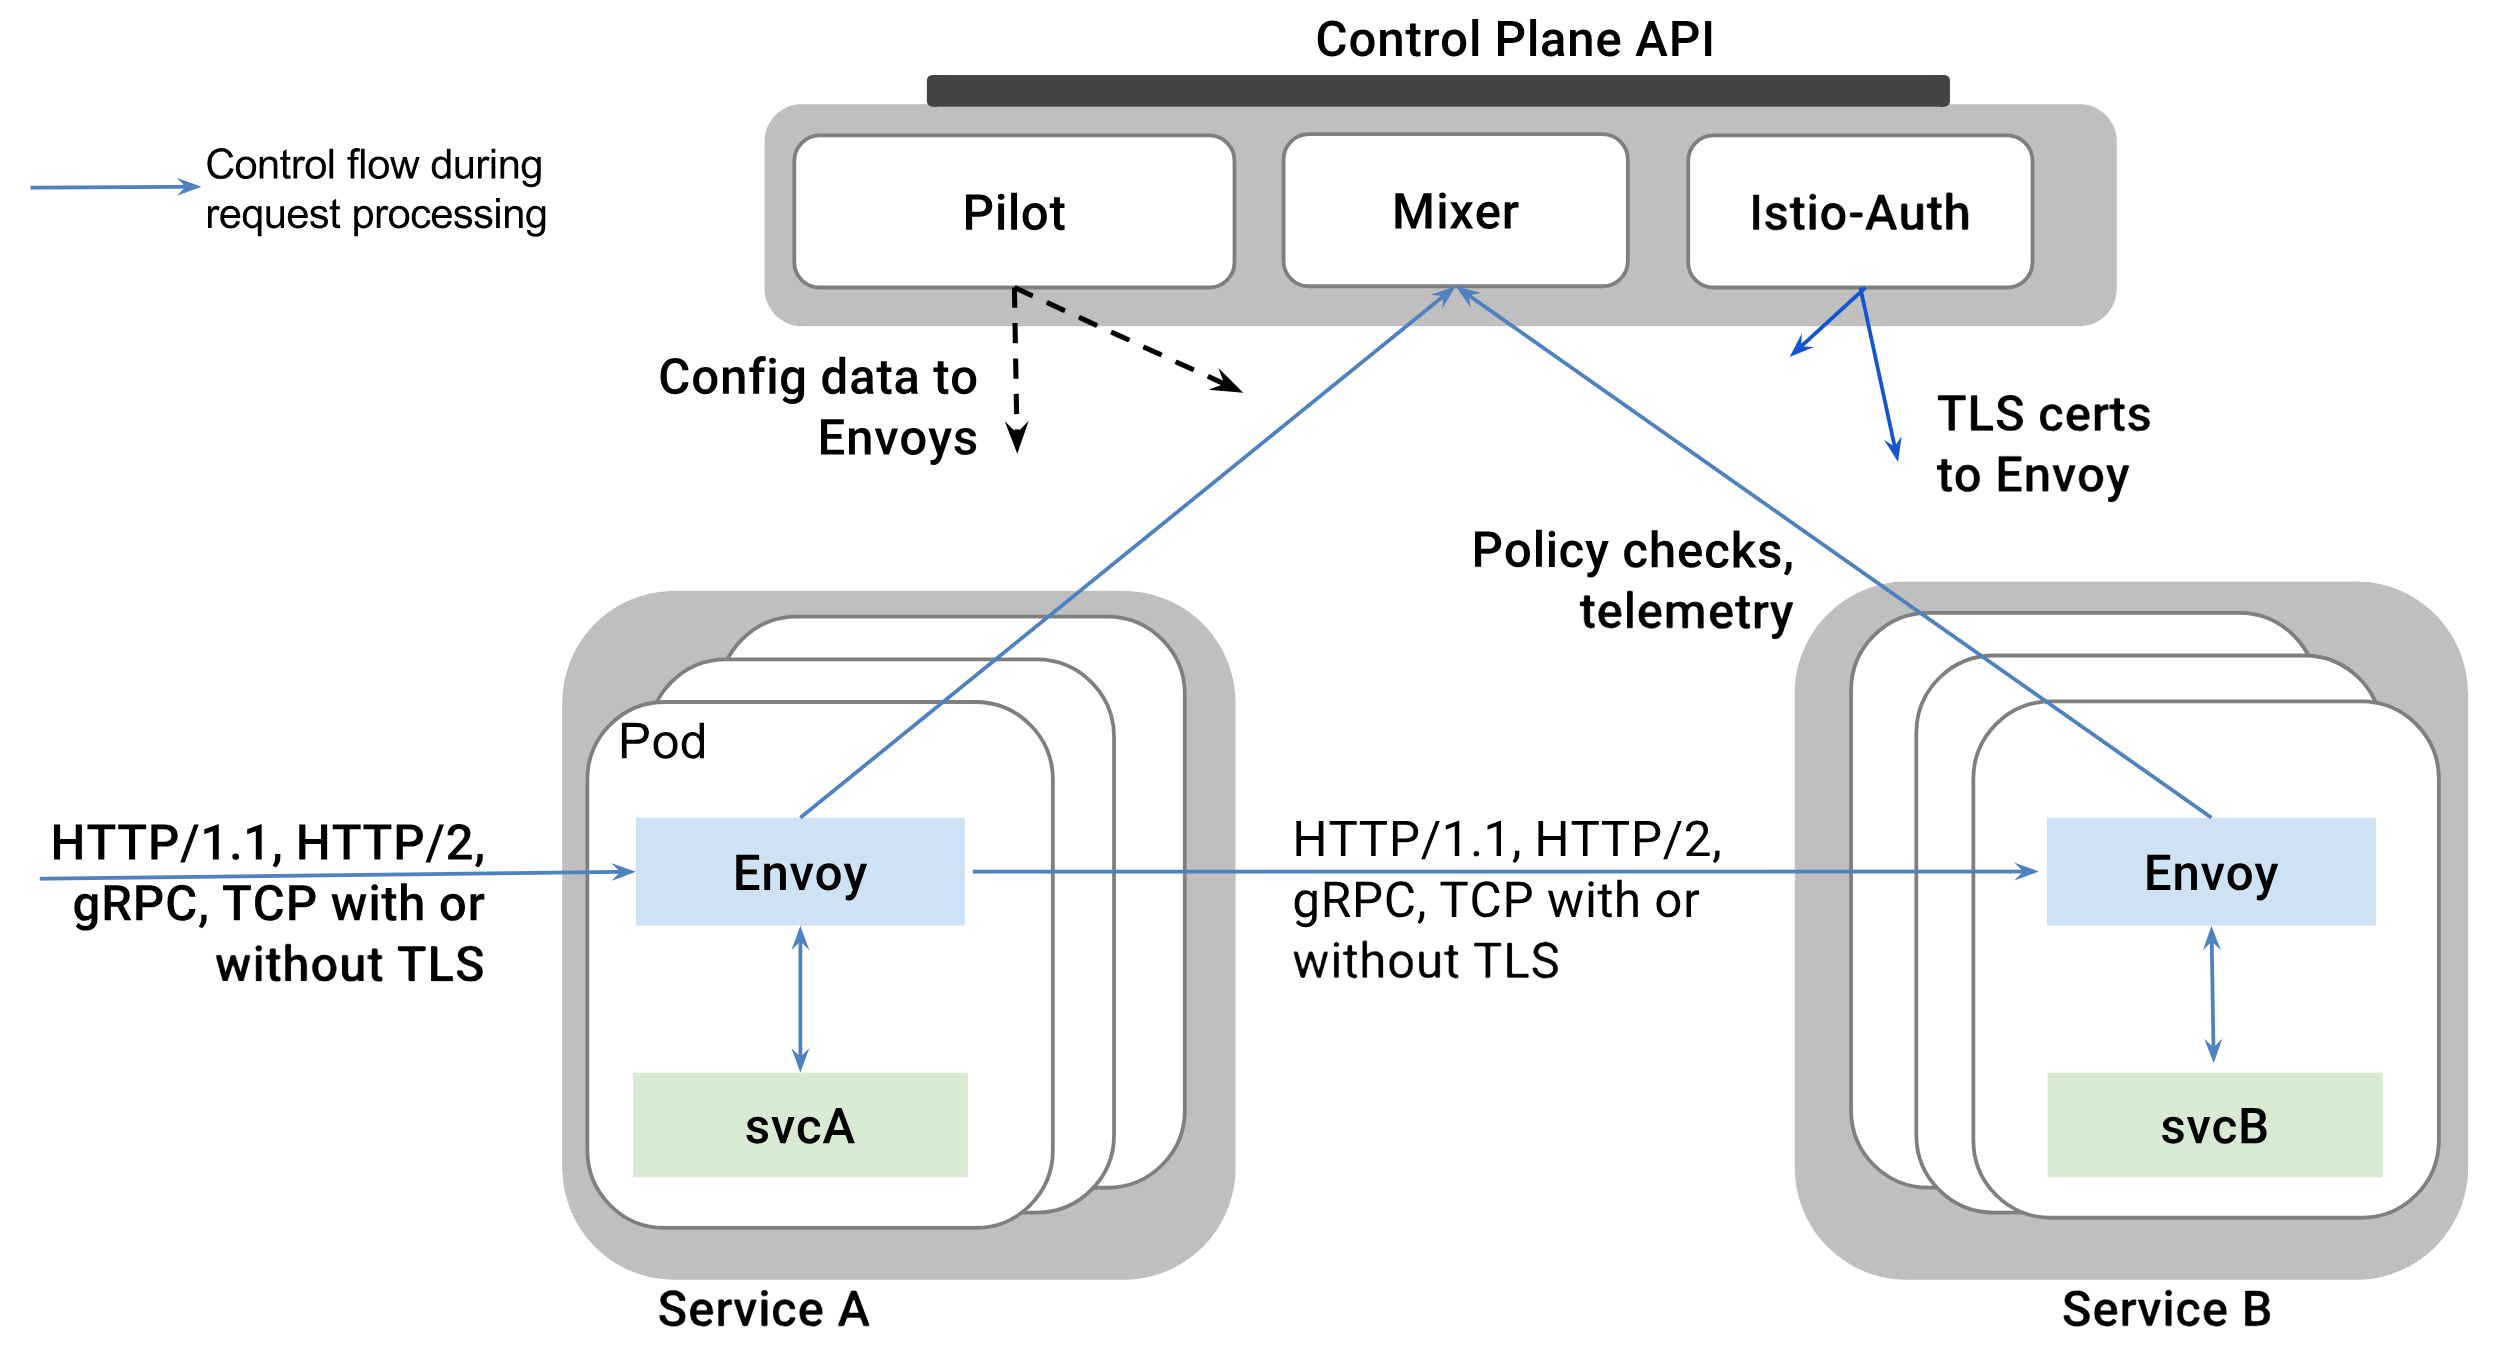 Control Plane API
Control flow during
request processing
Pilot
Mixer
Istio-Auth
Config data to
Envoys
TLS certs
to Envoy
Policy checks,
telemetry
Pod
HTTP/1.1, HTTP/2,
gRPC, TCP with or
without TLS
Envoy
HTTP/1.1, HTTP/2,
gRPC, TCP with or
without TLS
Envoy
svcA
svcB
Service A
Service B